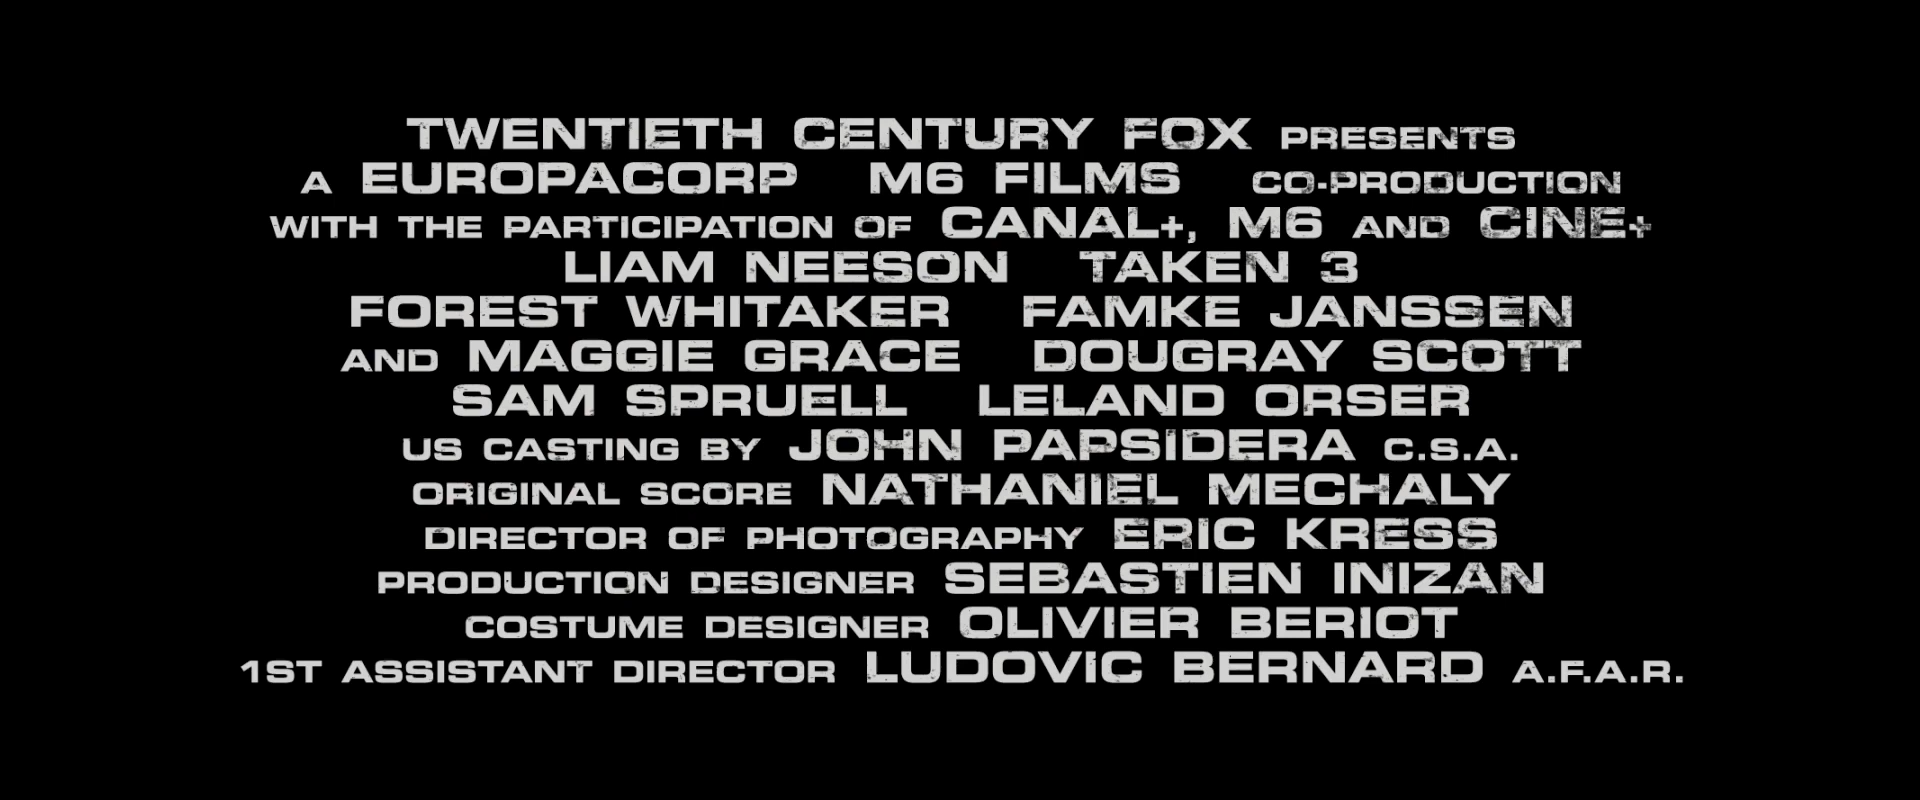 TWENTIETH CENTURY FOX PRESENTS
A EUROPACORP M6 FILMS CO-PRODUCTION
WITH THE PARTICIPATION OF CANAL+, M6 AND CINE+
LIAM NEESON TAKEN 3
FOREST WHITAKER FAMKE JANSSEN
AND MAGGIE GRACE DOUGRAY SCOTT
SAM SPRUELL LELAND ORSER
US CASTING BY JOHN PAPSIDERA C.S.A.
ORIGINAL SCORE NATHANIEL MECHALY
DIRECTOR OF PHOTOGRAPHY ERIC KRESS
PRODUCTION DESIGNER SEBASTIEN INIZAN
COSTUME DESIGNER OLIVIER BERIOT
1ST ASSISTANT DIRECTOR LUDOVIC BERNARD A.F.A.R.